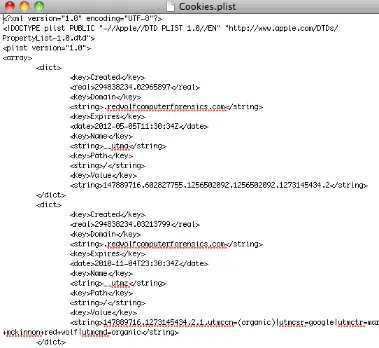 Cookies.plist
<?xml version="1.0" encoding="UTF-8"?>
<!DOCTYPE plist PUBLIC "-//Apple//DTD PLIST 1.0//EN" "http://www.apple.com/DTDs/
PropertyList-1.0.dtd">
<plist version="1.0">
<array>
<dict>
<key>Created</key>
<real>294838234.02965897</real>
<key>Domain</key>
<string>.redwolfcomputerforensics.com</string>
<key>Expires</key>
<date>2012-05-05T11:30:34Z</date>
<key>Name</key>
<string>__utma</string>
<key>Path</key>
<string>/</string>
<key>Value</key>
<string>147889716.602827755.1256502092.1256502092.1273145434.2</string>
</dict>
<dict>
<key>Created</key>
<real>294838234.03213799</real>
<key>Domain</key>
<string>.redwolfcomputerforensics.com</string>
<key>Expires</key>
<date>2010-11-04T23:30:34Z</date>
<key>Name</key>
<string>__utmz</string>
<key>Path</key>
<string>/</string>
<key>Value</key>
<string>147889716.1273145434.2.1.utmccn=(organic)|utmcsr=google|utmctr=mar
+mckinnon+red+wolf|utmcmd=organic</string>
</dict>